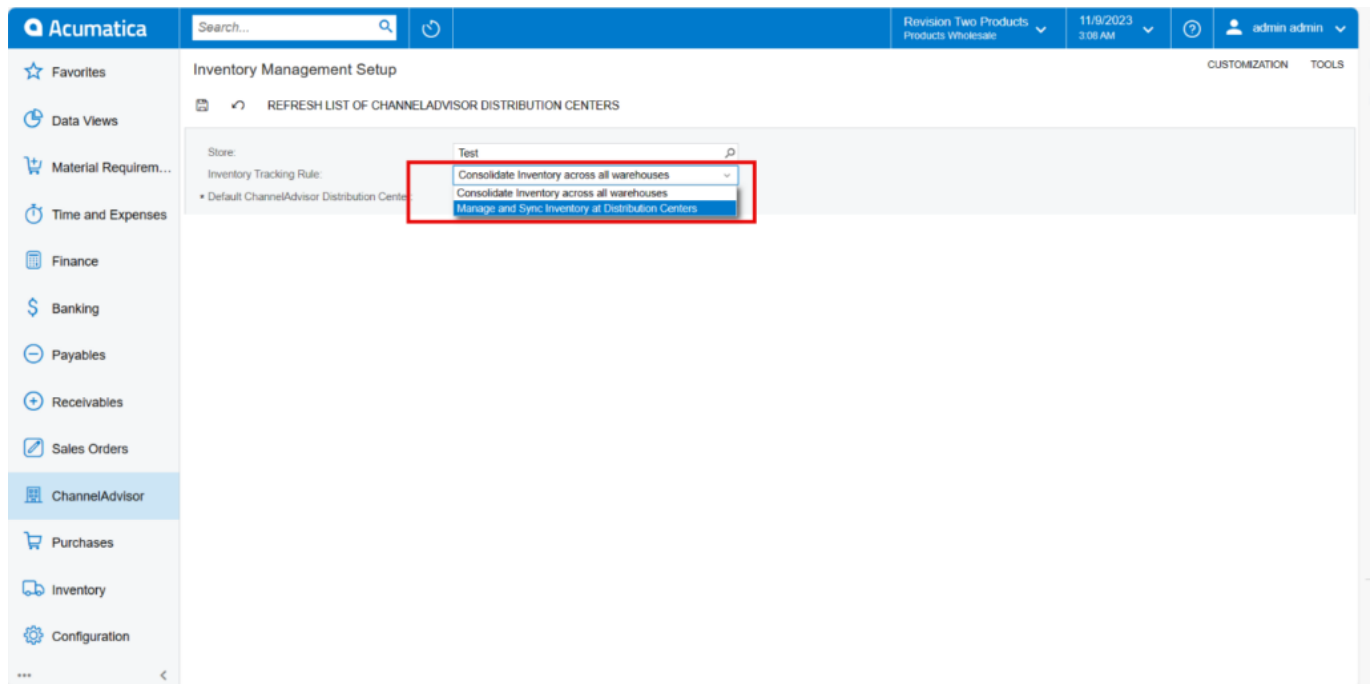 Acumatica
Search...
Revision Two Products
Products Wholesale
11/9/2023
3:08 AM
admin admin
Favorites
Data Views
Material Requirem...
Time and Expenses
Finance
Banking
Payables
Receivables
Sales Orders
ChannelAdvisor
Purchases
Inventory
Configuration
Inventory Management Setup
CUSTOMIZATION TOOLS
REFRESH LIST OF CHANNELADVISOR DISTRIBUTION CENTERS
Store: Test
Inventory Tracking Rule: Consolidate Inventory across all warehouses
Consolidate Inventory across all warehouses
• Default ChannelAdvisor Distribution Center:
Manage and Sync Inventory at Distribution Centers